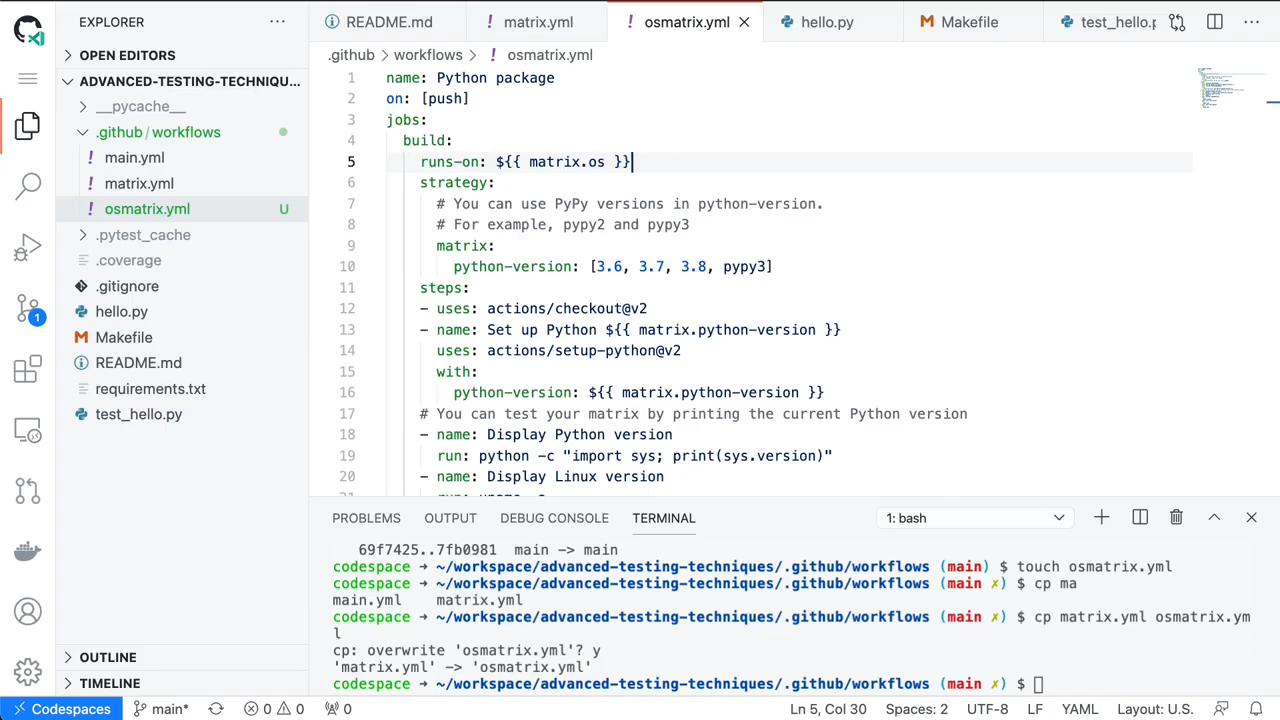 EXPLORER
OPEN EDITORS
ADVANCED-TESTING-TECHNIQU...
__pycache__
.github/workflows
main.yml
matrix.yml
osmatrix.yml U
.pytest_cache
.coverage
.gitignore
hello.py
Makefile
README.md
requirements.txt
test_hello.py
OUTLINE
TIMELINE
1
README.md
matrix.yml
osmatrix.yml
hello.py
Makefile
test_hello.p
.github > workflows > osmatrix.yml
1 name: Python package
2 on: [push]
3 jobs:
4 build:
5 runs-on: ${{ matrix.os }}
6 strategy:
7 # You can use PyPy versions in python-version.
8 # For example, pypy2 and pypy3
9 matrix:
10 python-version: [3.6, 3.7, 3.8, pypy3]
11 steps:
12 - uses: actions/checkout@v2
13 - name: Set up Python ${{ matrix.python-version }}
14 uses: actions/setup-python@v2
15 with:
16 python-version: ${{ matrix.python-version }}
17 # You can test your matrix by printing the current Python version
18 - name: Display Python version
19 run: python -c "import sys; print(sys.version)"
20 - name: Display Linux version
PROBLEMS OUTPUT DEBUG CONSOLE TERMINAL 1: bash
69f7425..7fb0981 main -> main
codespace → ~/workspace/advanced-testing-techniques/.github/workflows (main) $ touch osmatrix.yml
codespace → ~/workspace/advanced-testing-techniques/.github/workflows (main ✗) $ cp ma
main.yml matrix.yml
codespace → ~/workspace/advanced-testing-techniques/.github/workflows (main ✗) $ cp matrix.yml osmatrix.ym
l
cp: overwrite 'osmatrix.yml'? y
'matrix.yml' -> 'osmatrix.yml'
codespace → ~/workspace/advanced-testing-techniques/.github/workflows (main ✗) $
Codespaces main* 0 0 0 Ln 5, Col 30 Spaces: 2 UTF-8 LF YAML Layout: U.S.